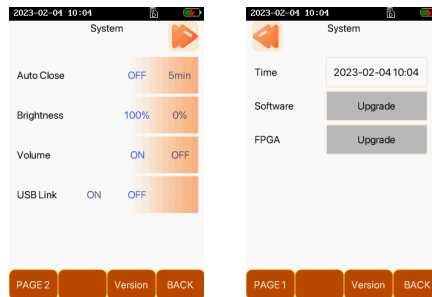 2023-02-04 10:04
System
Auto Close OFF 5min
Brightness 100% 0%
Volume ON OFF
USB Link ON OFF
PAGE 2 Version BACK
2023-02-04 10:04
System
Time 2023-02-04 10:04
Software Upgrade
FPGA Upgrade
PAGE 1 Version BACK